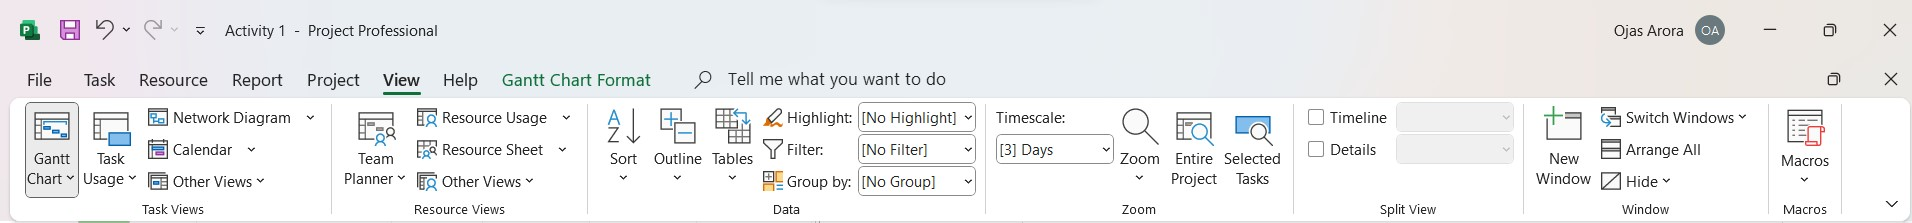 Activity 1 - Project Professional
Ojas Arora OA
File Task Resource Report Project View Help Gantt Chart Format Tell me what you want to do
Gantt Chart
Task Usage
Network Diagram
Calendar
Other Views
Task Views
Team Planner
Resource Usage
Resource Sheet
Other Views
Resource Views
Sort
Outline
Tables
Highlight: [No Highlight]
Filter: [No Filter]
Group by: [No Group]
Data
Timescale:
[3] Days
Zoom
Entire Project
Selected Tasks
Zoom
Timeline
Details
Split View
New Window
Switch Windows
Arrange All
Hide
Window
Macros
Macros